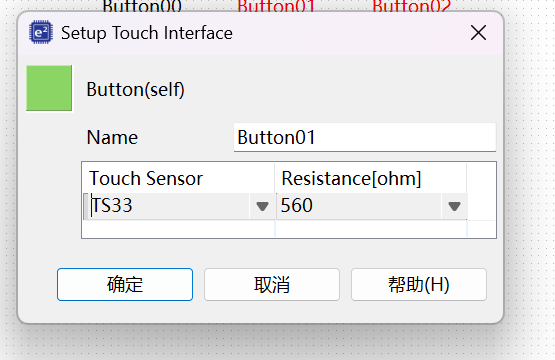 Button00 Button01 Button02
e²
Setup Touch Interface
Button(self)
Name Button01
Touch Sensor Resistance[ohm]
TS33 560
确定 取消 帮助(H)